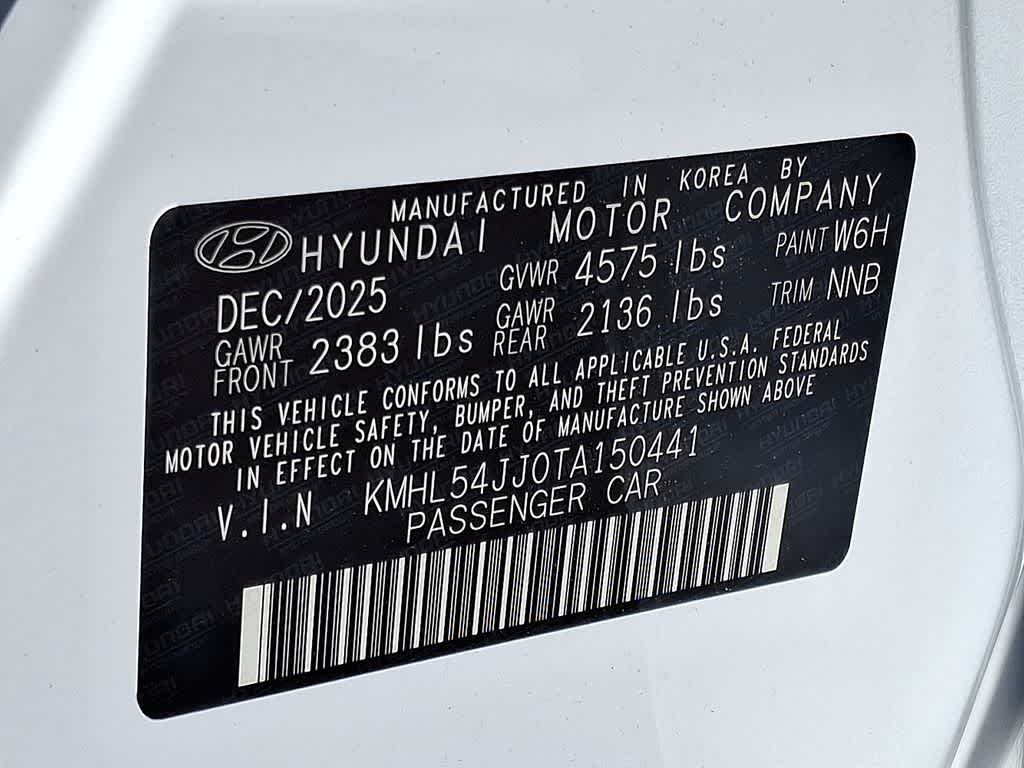 MANUFACTURED IN KOREA BY
HYUNDAI MOTOR COMPANY
DEC/2025 GVWR 4575 lbs PAINT W6H
GAWR FRONT 2383 lbs GAWR REAR 2136 lbs TRIM NNB
THIS VEHICLE CONFORMS TO ALL APPLICABLE U.S.A. FEDERAL
MOTOR VEHICLE SAFETY, BUMPER, AND THEFT PREVENTION STANDARDS
IN EFFECT ON THE DATE OF MANUFACTURE SHOWN ABOVE
V.I.N KMHL54JJ0TA150441
PASSENGER CAR